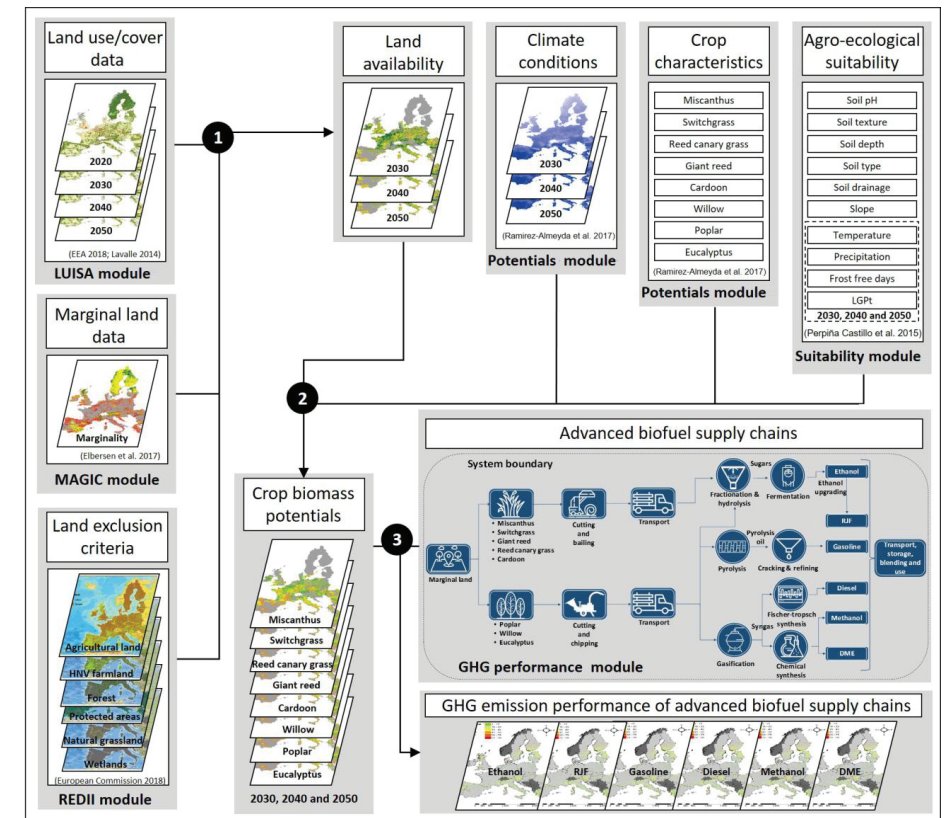 Land use/cover
data
2020
2030
2040
2050
(EEA 2018; Lavalle 2014)
LUISA module
Marginal land
data
Marginality
(Elbersen et al. 2017)
MAGIC module
Land exclusion
criteria
Agricultural land
HNV farmland
Forest
Protected areas
Natural grassland
Wetlands
(European Commission 2018)
REDII module
1
Land
availability
2030
2040
2050
Climate
conditions
2030
2040
2050
(Ramirez-Almeyda et al. 2017)
Potentials module
Crop
characteristics
Miscanthus
Switchgrass
Reed canary grass
Giant reed
Cardoon
Willow
Poplar
Eucalyptus
(Ramirez-Almeyda et al. 2017)
Potentials module
Agro-ecological
suitability
Soil pH
Soil texture
Soil depth
Soil type
Soil drainage
Slope
Temperature
Precipitation
Frost free days
LGPt
2030, 2040 and 2050
(Perpiña Castillo et al. 2015)
Suitability module
2
Crop biomass
potentials
Miscanthus
Switchgrass
Reed canary grass
Giant reed
Cardoon
Willow
Poplar
Eucalyptus
2030, 2040 and 2050
3
Advanced biofuel supply chains
System boundary
Marginal land
• Miscanthus
• Switchgrass
• Giant reed
• Reed canary grass
• Cardoon
Cutting
and
bailing
Transport
• Poplar
• Willow
• Eucalyptus
Cutting
and
chipping
Transport
Fractionation &
hydrolysis
Sugars
Fermentation
Ethanol
Ethanol
upgrading
RJF
Pyrolysis
Pyrolysis
oil
Cracking & refining
Gasoline
Gasification
Syngas
Fischer-tropsch
synthesis
Diesel
Chemical
synthesis
Methanol
DME
Transport,
storage,
blending and
use
GHG performance module
GHG emission performance of advanced biofuel supply chains
Ethanol
RJF
Gasoline
Diesel
Methanol
DME